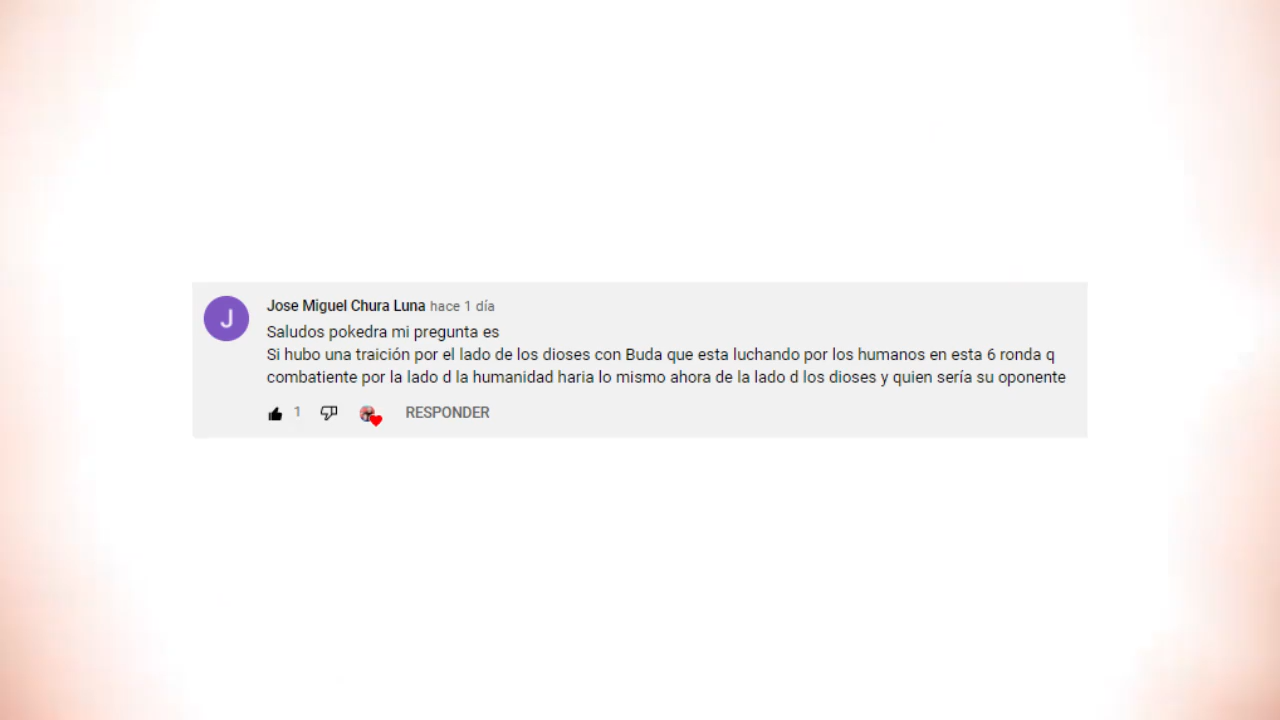 J
Jose Miguel Chura Luna hace 1 día
Saludos pokedra mi pregunta es
Si hubo una traición por el lado de los dioses con Buda que esta luchando por los humanos en esta 6 ronda q
combatiente por la lado d la humanidad haria lo mismo ahora de la lado d los dioses y quien sería su oponente
1 RESPONDER